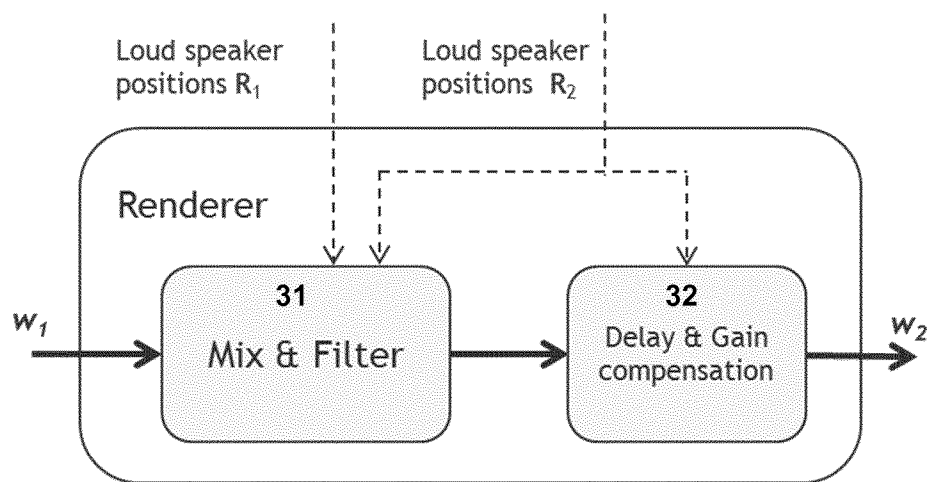 Loud speaker
positions R₁
Loud speaker
positions R₂
Renderer
31
Mix & Filter
32
Delay & Gain
compensation
w₁
w₂